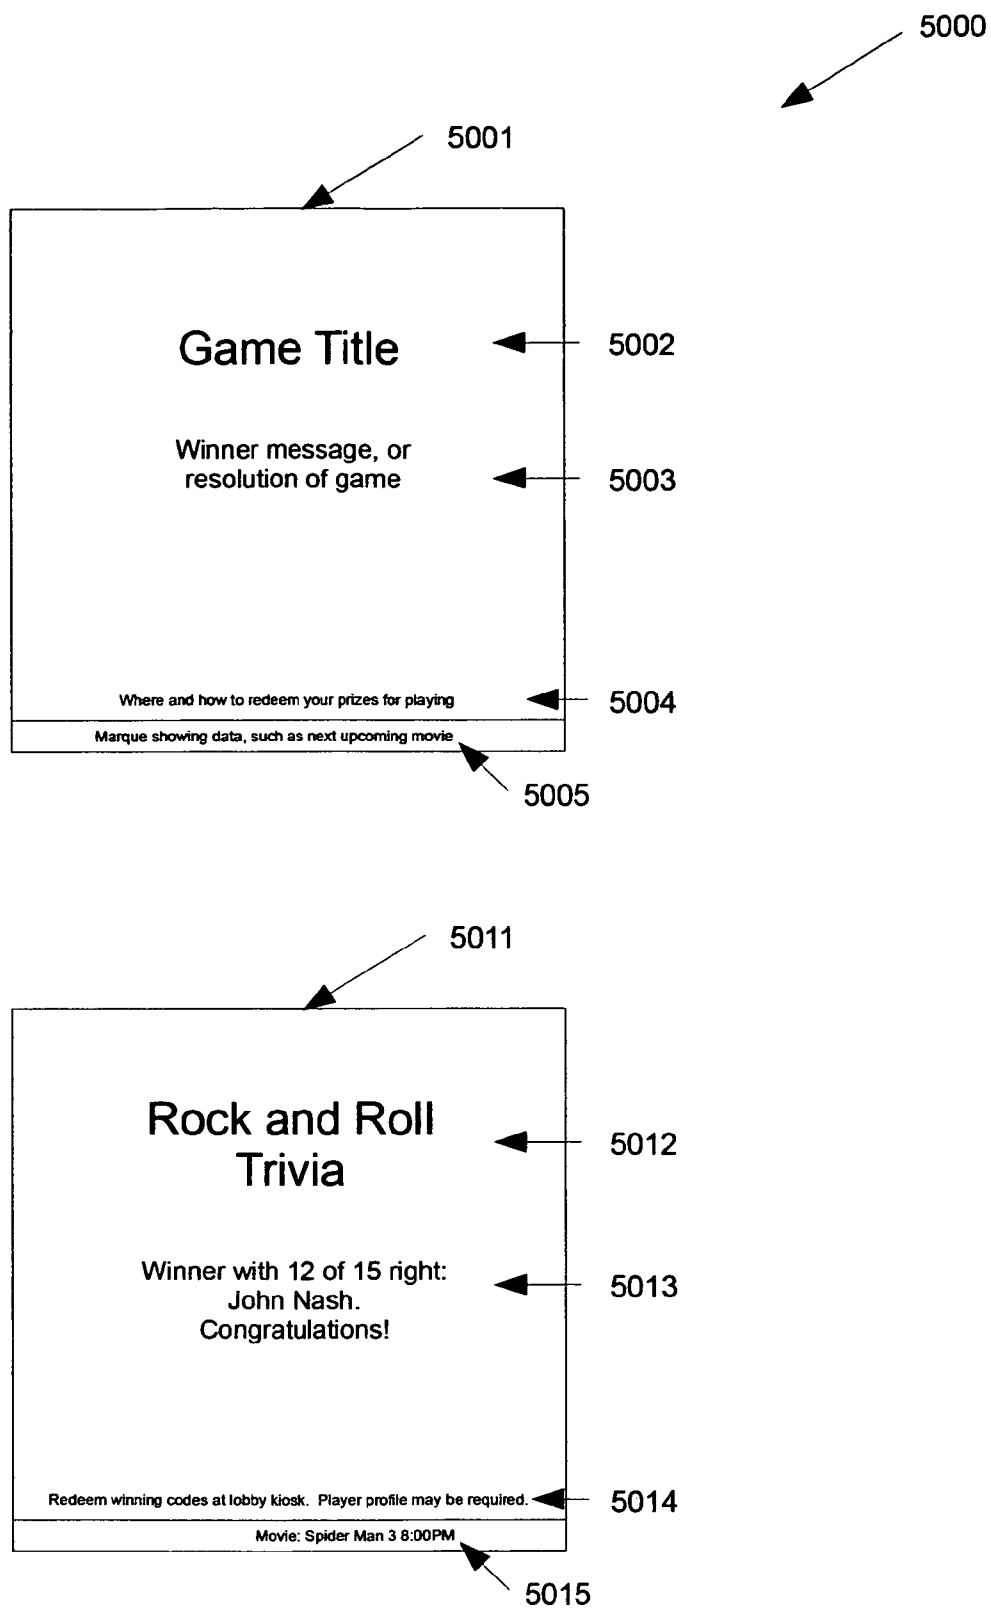 5000
5001
Game Title
5002
Winner message, or
resolution of game
5003
Where and how to redeem your prizes for playing
5004
Marque showing data, such as next upcoming movie
5005
5011
Rock and Roll
Trivia
5012
Winner with 12 of 15 right:
John Nash.
Congratulations!
5013
Redeem winning codes at lobby kiosk. Player profile may be required.
5014
Movie: Spider Man 3 8:00PM
5015